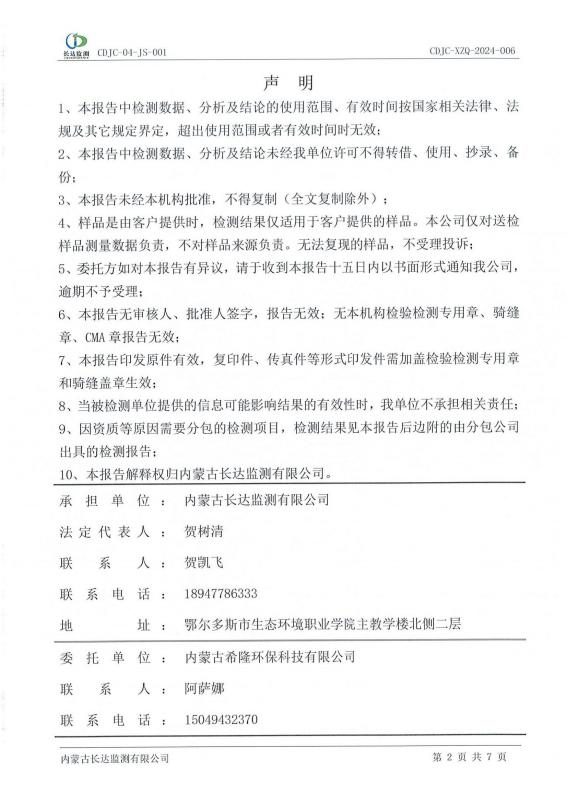 长达监测 CDJC-04-JS-001 CDJC-XZQ-2024-006
声 明
1、本报告中检测数据、分析及结论的使用范围、有效时间按国家相关法律、法
规及其它规定界定，超出使用范围或者有效时间时无效；
2、本报告中检测数据、分析及结论未经我单位许可不得转借、使用、抄录、备
份；
3、本报告未经本机构批准，不得复制（全文复制除外）；
4、样品是由客户提供时，检测结果仅适用于客户提供的样品。本公司仅对送检
样品测量数据负责，不对样品来源负责。无法复现的样品，不受理投诉；
5、委托方如对本报告有异议，请于收到本报告十五日内以书面形式通知我公司，
逾期不予受理；
6、本报告无审核人、批准人签字，报告无效；无本机构检验检测专用章、骑缝
章、CMA 章报告无效；
7、本报告印发原件有效，复印件、传真件等形式印发件需加盖检验检测专用章
和骑缝盖章生效；
8、当被检测单位提供的信息可能影响结果的有效性时，我单位不承担相关责任；
9、因资质等原因需要分包的检测项目，检测结果见本报告后边附的由分包公司
出具的检测报告；
10、本报告解释权归内蒙古长达监测有限公司。
承担单位：内蒙古长达监测有限公司
法定代表人：贺树清
联系人：贺凯飞
联系电话：18947786333
地址：鄂尔多斯市生态环境职业学院主教学楼北侧二层
委托单位：内蒙古希隆环保科技有限公司
联系人：阿萨娜
联系电话：15049432370
内蒙古长达监测有限公司 第 2 页 共 7 页